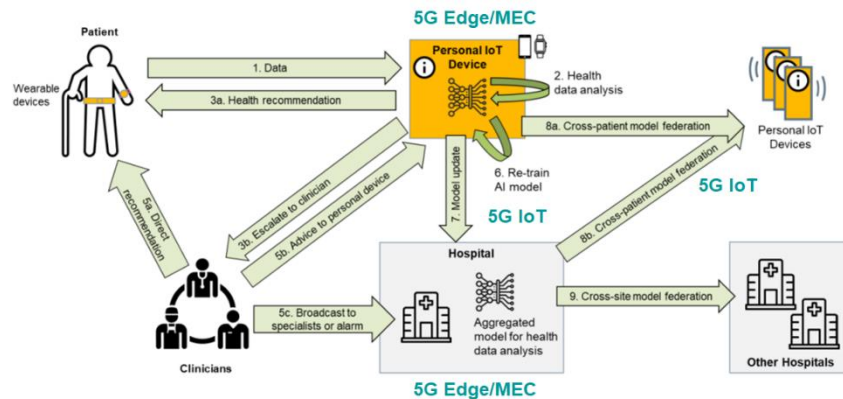 5G Edge/MEC
Patient
Wearable
devices
1. Data
3a. Health recommendation
Personal IoT
Device
2. Health
data analysis
6. Re-train
AI model
8a. Cross-patient model federation
Personal IoT
Devices
5G IoT
5a. Direct
recommendation
3b. Escalate to clinician
5b. Advice to personal device
7. Model update
5G IoT
8b. Cross-patient model federation
Clinicians
5c. Broadcast to
specialists or alarm
Hospital
Aggregated
model for health
data analysis
9. Cross-site model federation
Other Hospitals
5G Edge/MEC